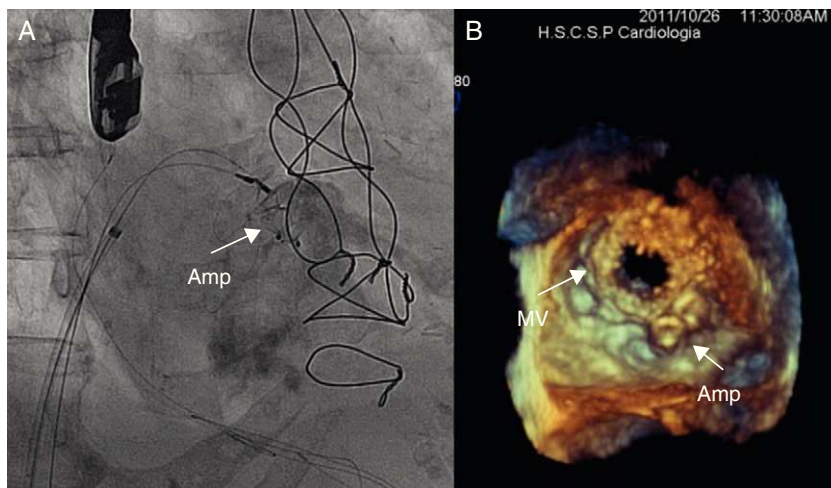 A
Amp
B
2011/10/26 11:30:08AM
H.S.C.S.P Cardiologia
80
MV
Amp